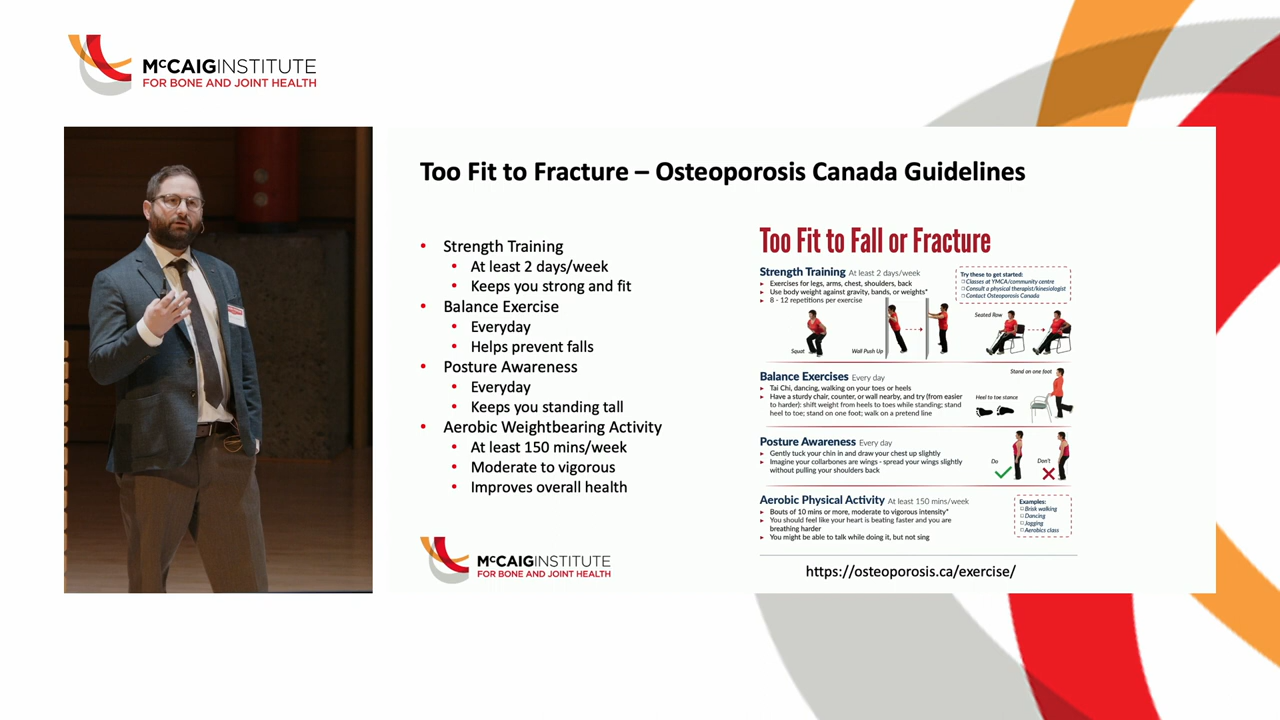 McCAIGINSTITUTE
FOR BONE AND JOINT HEALTH
Too Fit to Fracture – Osteoporosis Canada Guidelines
• Strength Training
• At least 2 days/week
• Keeps you strong and fit
• Balance Exercise
• Everyday
• Helps prevent falls
• Posture Awareness
• Everyday
• Keeps you standing tall
• Aerobic Weightbearing Activity
• At least 150 mins/week
• Moderate to vigorous
• Improves overall health
McCAIGINSTITUTE
FOR BONE AND JOINT HEALTH
Too Fit to Fall or Fracture
Strength Training At least 2 days/week
Exercises for legs, arms, chest, shoulders, back
Use body weight against gravity, bands, or weights*
8 - 12 repetitions per exercise
Try these to get started:
Classes at YMCA/community centre
Consult a physical therapist/kinesiologist
Contact Osteoporosis Canada
Squat
Wall Push Up
Seated Row
Balance Exercises Every day
Tai Chi, dancing, walking on your toes or heels
Have a sturdy chair, counter, or wall nearby, and try (from easier
to harder): shift weight from heels to toes while standing; stand
heel to toe; stand on one foot; walk on a pretend line
Stand on one foot
Heel to toe stance
Posture Awareness Every day
Gently tuck your chin in and draw your chest up slightly
Imagine your collarbones are wings - spread your wings slightly
without pulling your shoulders back
Do
Don't
Aerobic Physical Activity At least 150 mins/week
Bouts of 10 mins or more, moderate to vigorous intensity*
You should feel like your heart is beating faster and you are
breathing harder
You might be able to talk while doing it, but not sing
Examples:
Brisk walking
Dancing
Jogging
Aerobics class
https://osteoporosis.ca/exercise/